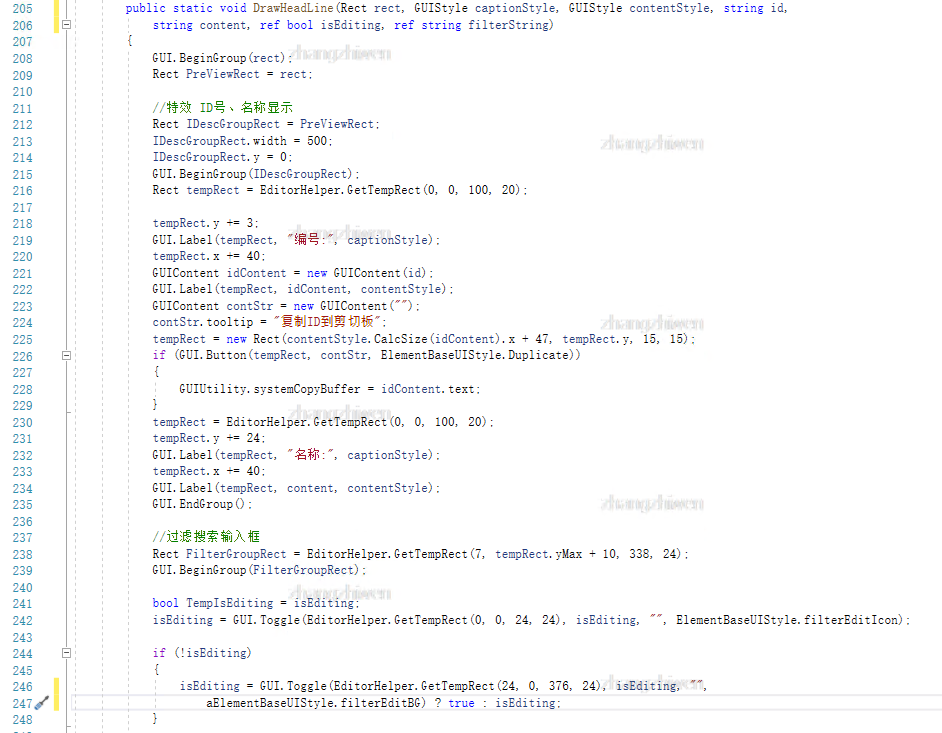 205 public static void DrawHeadLine(Rect rect, GUIStyle captionStyle, GUIStyle contentStyle, string id,
206 string content, ref bool isEditing, ref string filterString)
207 {
208 GUI.BeginGroup(rect);
209 Rect PreViewRect = rect;
210
211 //特效 ID号、名称显示
212 Rect IDescGroupRect = PreViewRect;
213 IDescGroupRect.width = 500;
214 IDescGroupRect.y = 0;
215 GUI.BeginGroup(IDescGroupRect);
216 Rect tempRect = EditorHelper.GetTempRect(0, 0, 100, 20);
217
218 tempRect.y += 3;
219 GUI.Label(tempRect, "编号:", captionStyle);
220 tempRect.x += 40;
221 GUIContent idContent = new GUIContent(id);
222 GUI.Label(tempRect, idContent, contentStyle);
223 GUIContent contStr = new GUIContent("");
224 contStr.tooltip = "复制ID到剪切板";
225 tempRect = new Rect(contentStyle.CalcSize(idContent).x + 47, tempRect.y, 15, 15);
226 if (GUI.Button(tempRect, contStr, ElementBaseUIStyle.Duplicate))
227 {
228 GUIUtility.systemCopyBuffer = idContent.text;
229 }
230 tempRect = EditorHelper.GetTempRect(0, 0, 100, 20);
231 tempRect.y += 24;
232 GUI.Label(tempRect, "名称:", captionStyle);
233 tempRect.x += 40;
234 GUI.Label(tempRect, content, contentStyle);
235 GUI.EndGroup();
236
237 //过滤搜索输入框
238 Rect FilterGroupRect = EditorHelper.GetTempRect(7, tempRect.yMax + 10, 338, 24);
239 GUI.BeginGroup(FilterGroupRect);
240
241 bool TempIsEditing = isEditing;
242 isEditing = GUI.Toggle(EditorHelper.GetTempRect(0, 0, 24, 24), isEditing, "", ElementBaseUIStyle.filterEditIcon);
243
244 if (!isEditing)
245 {
246 isEditing = GUI.Toggle(EditorHelper.GetTempRect(24, 0, 376, 24), isEditing, "",
247 aElementBaseUIStyle.filterEditBG) ? true : isEditing;
248 }
zhangzhiwen
zhangzhiwen
zhangzhiwen
zhangzhiwen
zhangzhiwen
zhangzhiwen
zhangzhiwen
zhangzhiwen